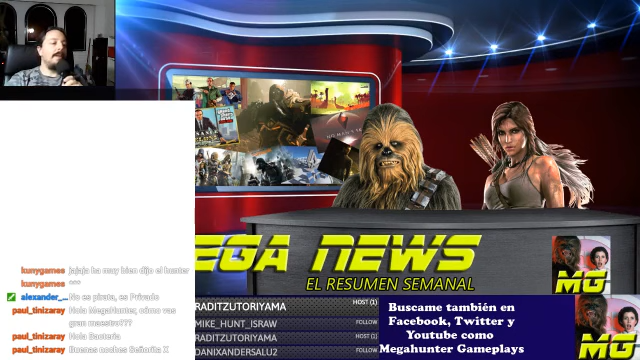 kunygames jajaja ha muy bien dijo el hunter
kunygames ^^^
alexander_... No es pirata, es Privado
paul_tinizaray Hola MegaHunter, cómo vas gran maestro???
paul_tinizaray Hola Santeria
paul_tinizaray Buenas noches Señorita X
EGA NEWS
EL RESUMEN SEMANAL
MG
RADITZUTORIYAMA HOST (1)
MIKE_HUNT_ISRAW FOLLOW
RADITZUTORIYAMA HOST (1)
DANIXANDERSALU2 FOLLOW
Buscame también en
Facebook, Twitter y
Youtube como
Megahunter Gameplays
MG